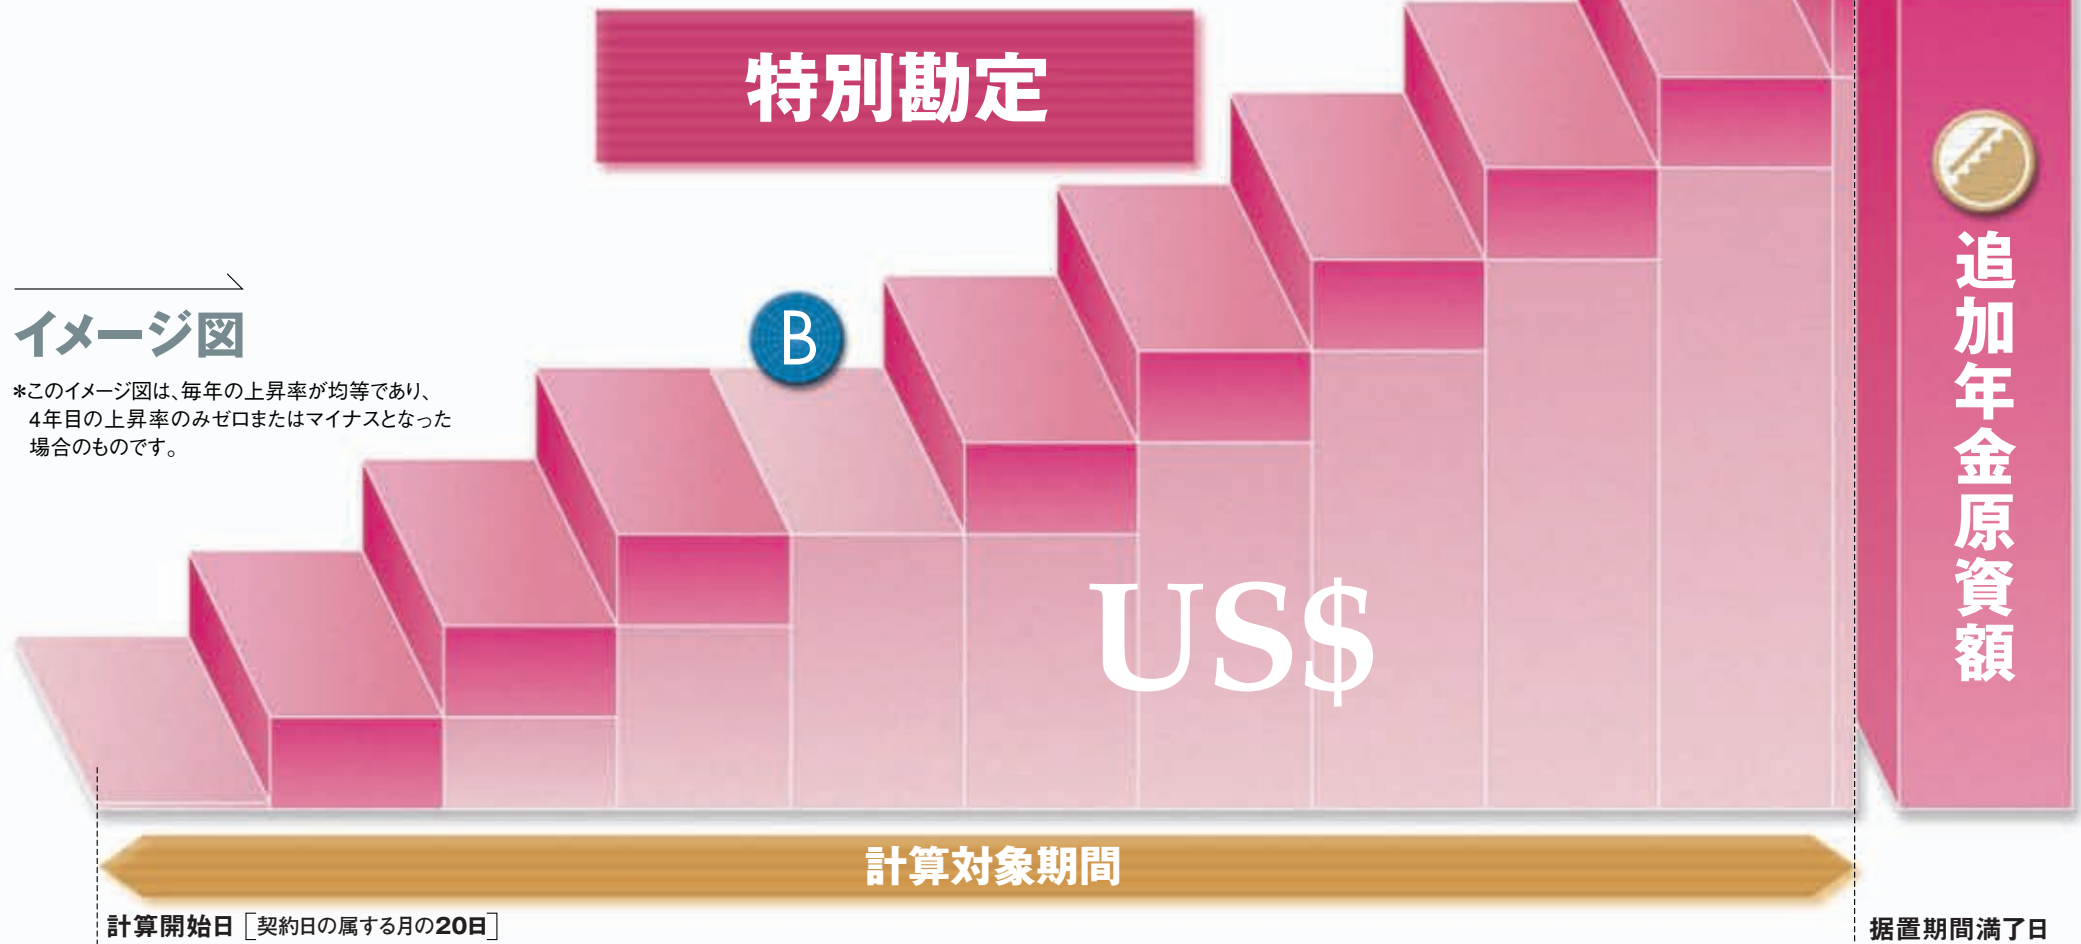 特別勘定
イメージ図
*このイメージ図は、毎年の上昇率が均等であり、
4年目の上昇率のみゼロまたはマイナスとなった
場合のものです。
B
US$
追加年金原資額
計算対象期間
計算開始日［契約日の属する月の20日］
据置期間満了日